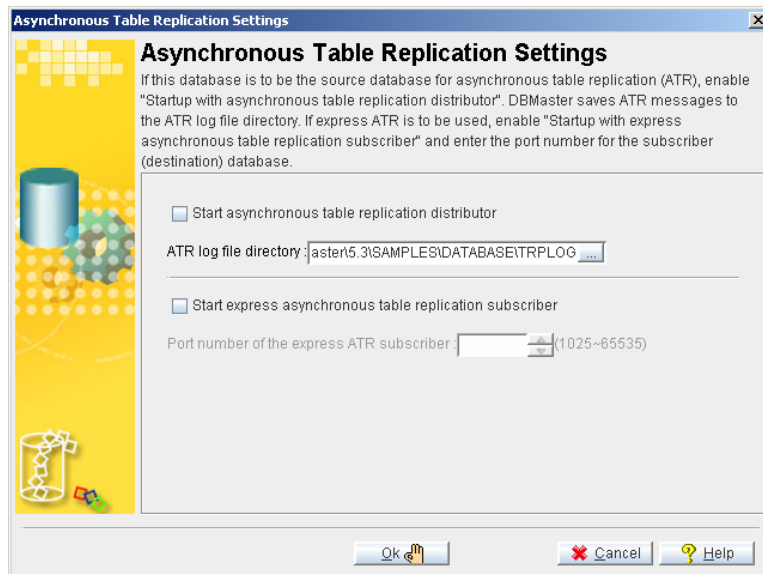 Asynchronous Table Replication Settings
Asynchronous Table Replication Settings
If this database is to be the source database for asynchronous table replication (ATR), enable
"Startup with asynchronous table replication distributor". DBMaster saves ATR messages to
the ATR log file directory. If express ATR is to be used, enable "Startup with express
asynchronous table replication subscriber" and enter the port number for the subscriber
(destination) database.
Start asynchronous table replication distributor
ATR log file directory : aster\5.3\SAMPLES\DATABASE\TRPLOG ...
Start express asynchronous table replication subscriber
Port number of the express ATR subscriber : (1025~65535)
Ok Cancel Help